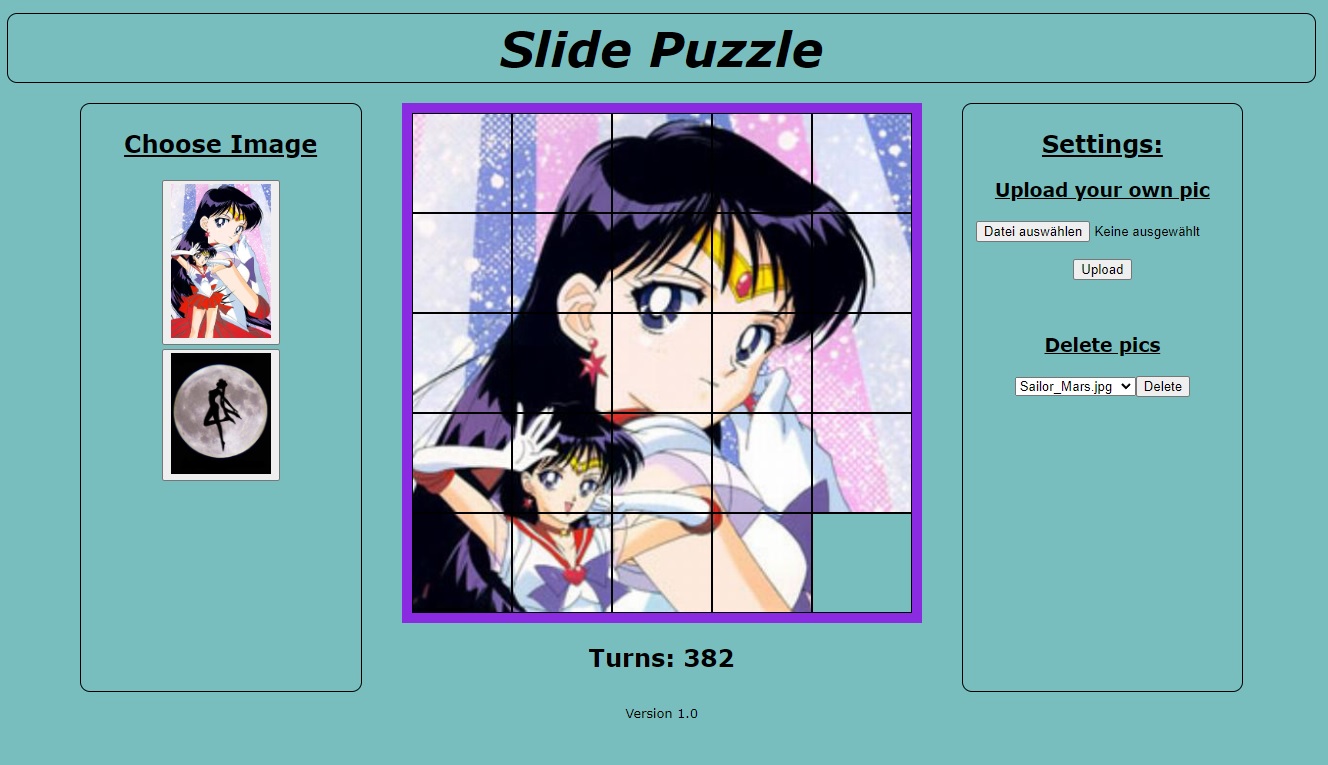 Slide Puzzle
Choose Image
Settings:
Upload your own pic
Datei auswählen Keine ausgewählt
Upload
Delete pics
Sailor_Mars.jpg Delete
Turns: 382
Version 1.0